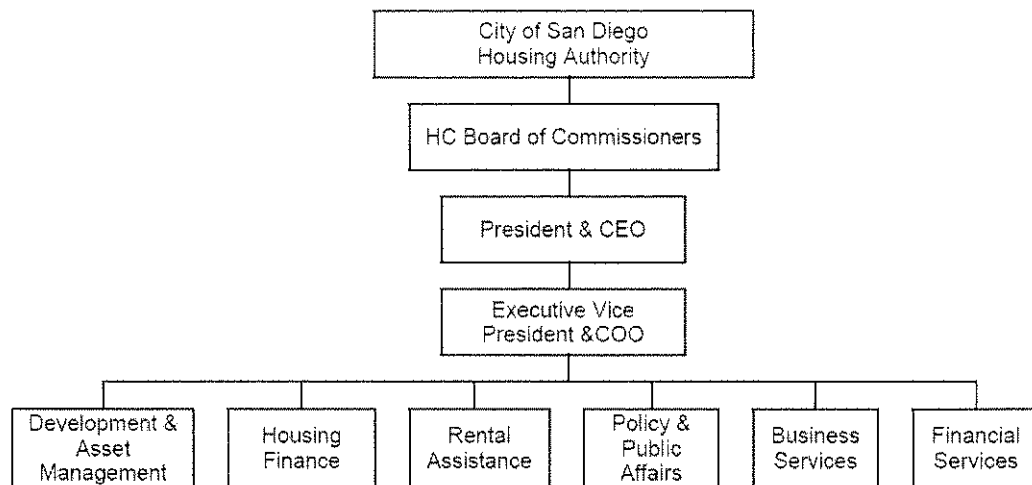 City of San Diego
Housing Authority
HC Board of Commissioners
President & CEO
Executive Vice
President &COO
Development &
Asset
Management
Housing
Finance
Rental
Assistance
Policy &
Public
Affairs
Business
Services
Financial
Services